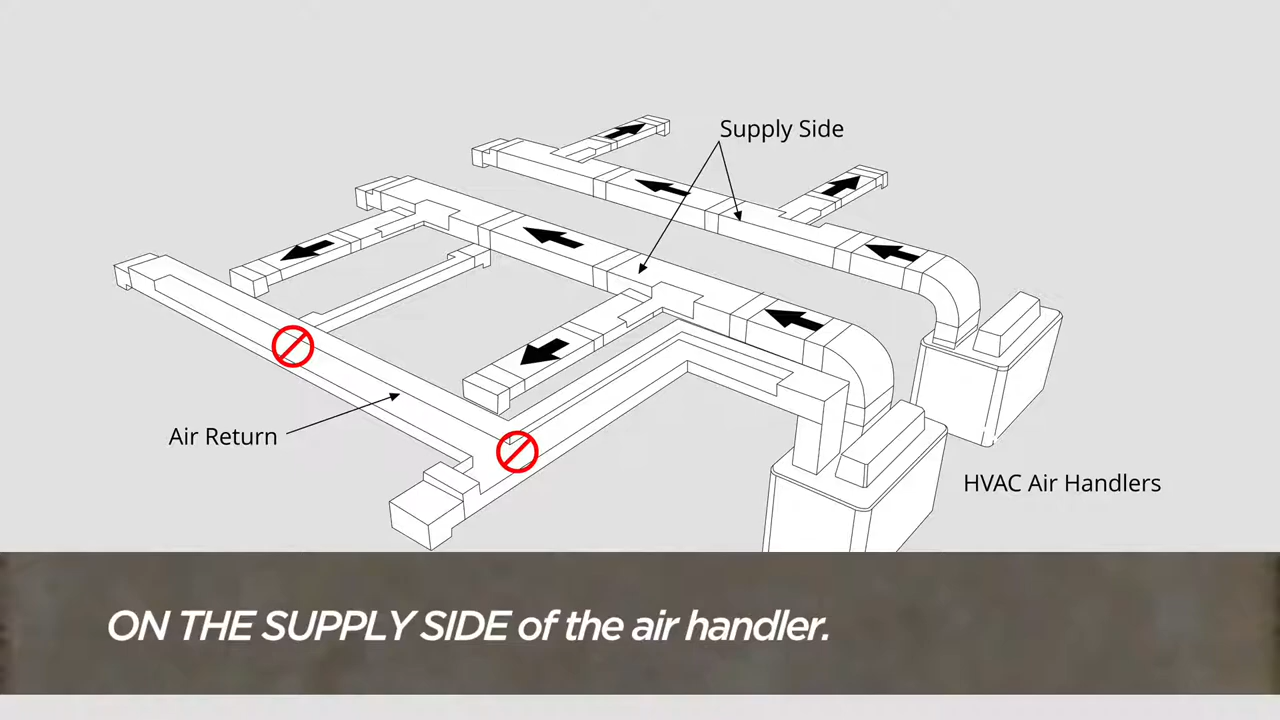 Supply Side
Air Return
HVAC Air Handlers
ON THE SUPPLY SIDE of the air handler.